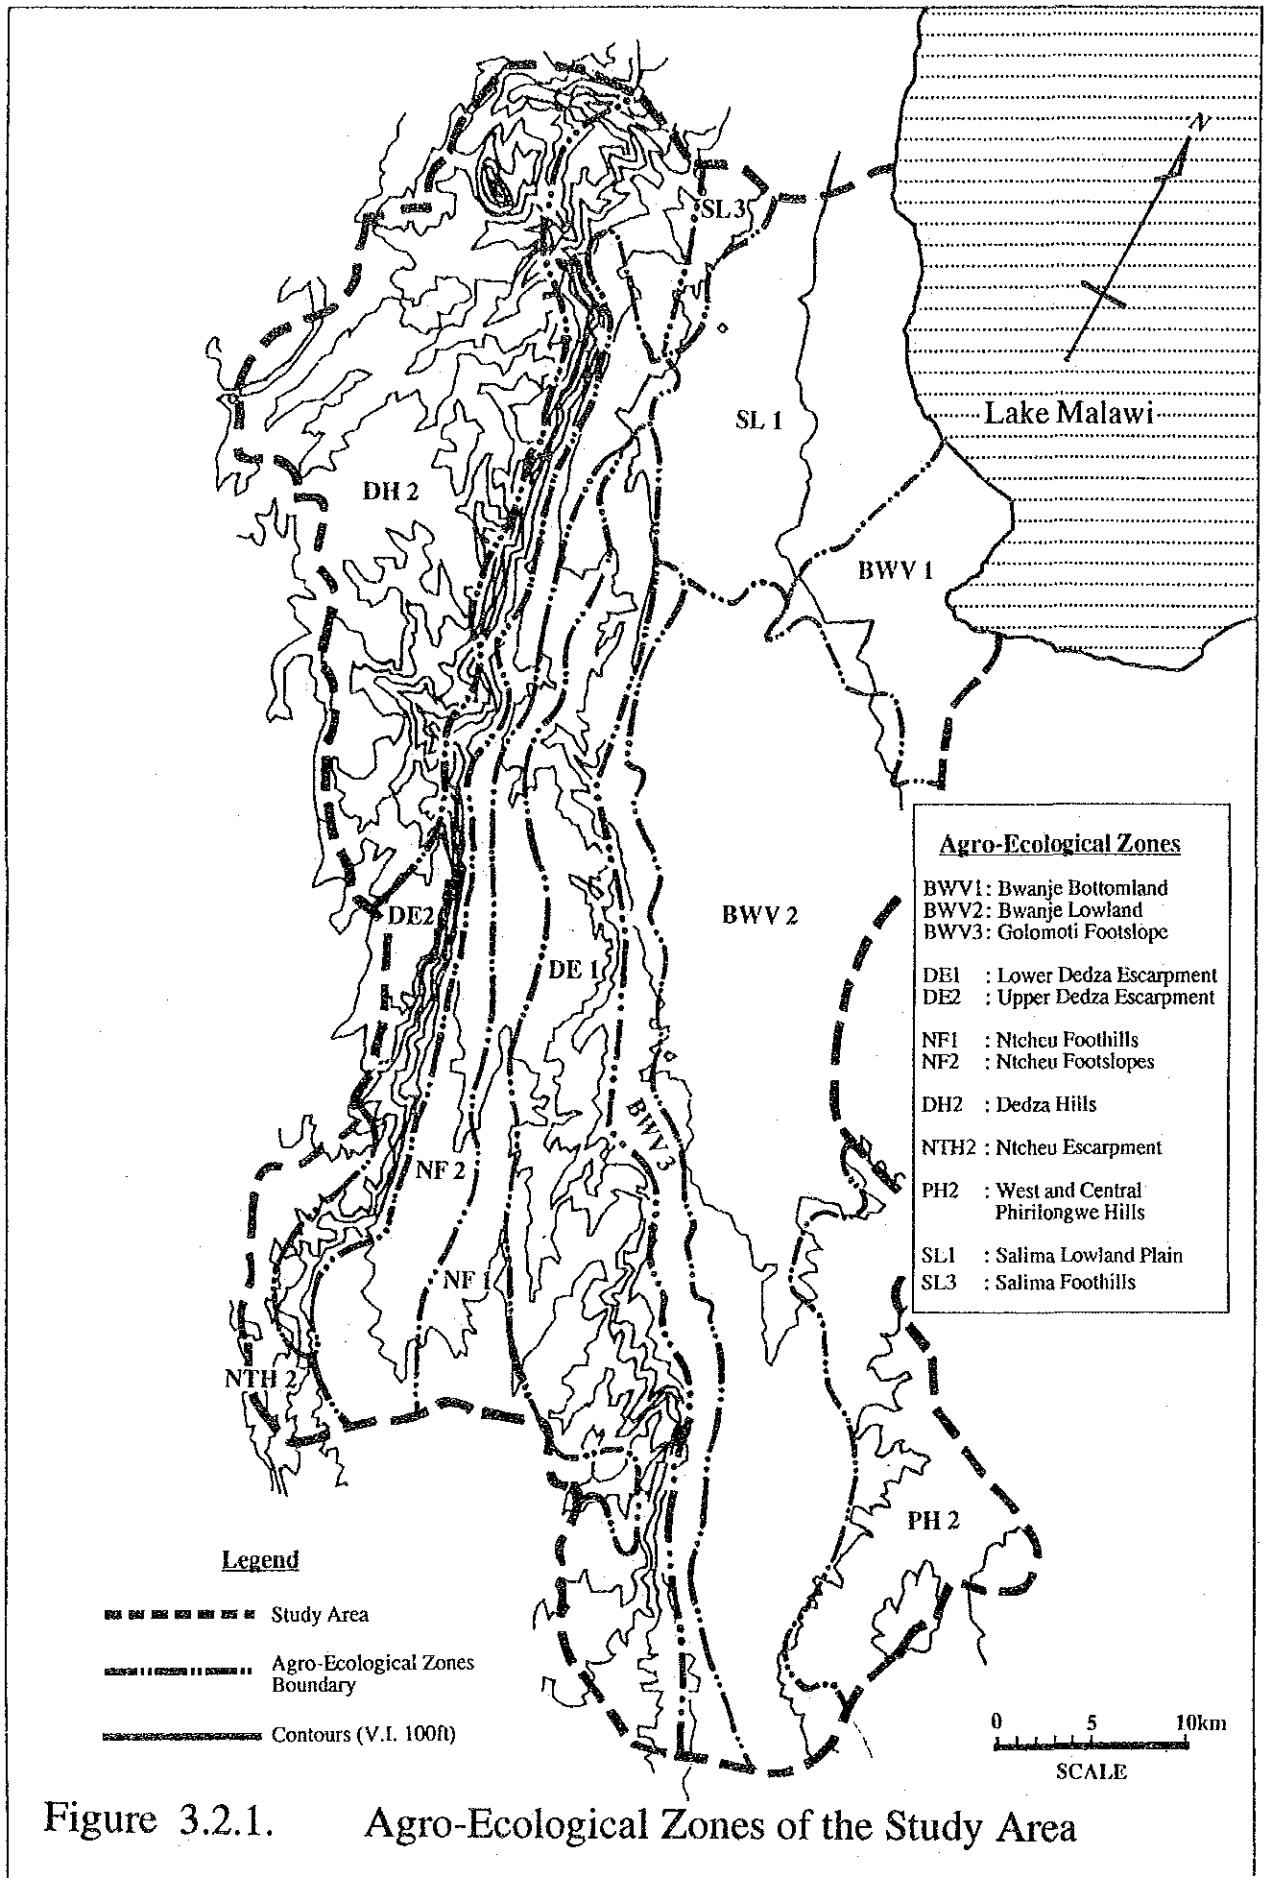 N
SL 3
SL 1
Lake Malawi
DH 2
BWV 1
DE2
BWV 2
DE 1
BWV 3
NF 2
NF 1
NTH 2
PH 2
Agro-Ecological Zones
BWV1 : Bwanje Bottomland
BWV2 : Bwanje Lowland
BWV3 : Golomoti Footslope
DE1 : Lower Dedza Escarpment
DE2 : Upper Dedza Escarpment
NF1 : Ntcheu Foothills
NF2 : Ntcheu Footslopes
DH2 : Dedza Hills
NTH2 : Ntcheu Escarpment
PH2 : West and Central
Phirilongwe Hills
SL1 : Salima Lowland Plain
SL3 : Salima Foothills
Legend
Study Area
Agro-Ecological Zones
Boundary
Contours (V.I. 100ft)
0 5 10km
SCALE
Figure 3.2.1. Agro-Ecological Zones of the Study Area